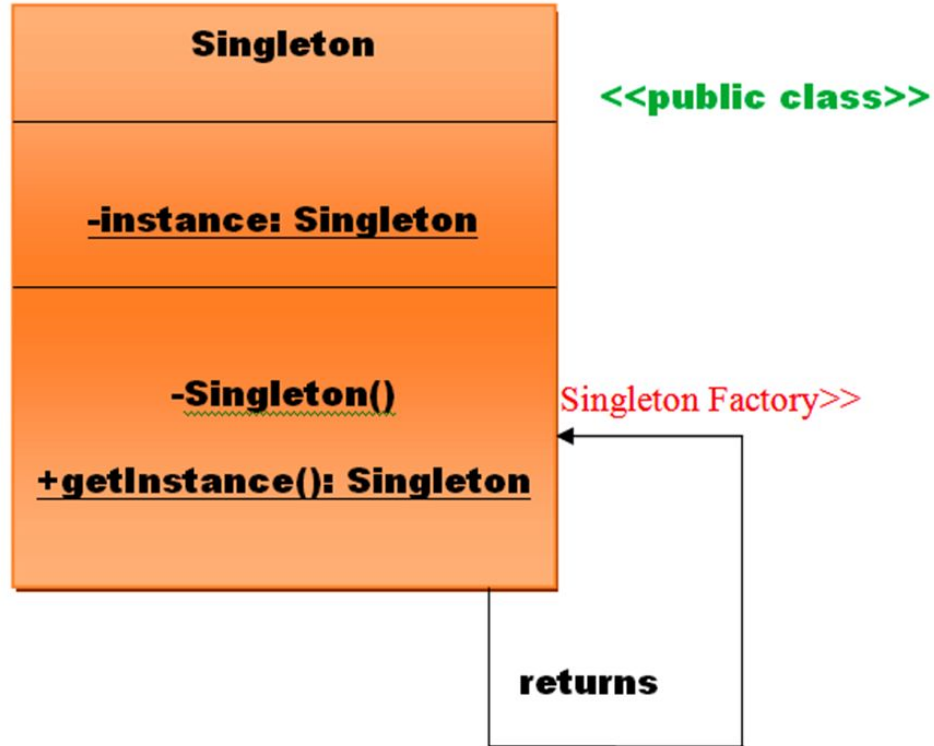 Singleton
<<public class>>
-instance: Singleton
-Singleton()
Singleton Factory>>
+getInstance(): Singleton
returns